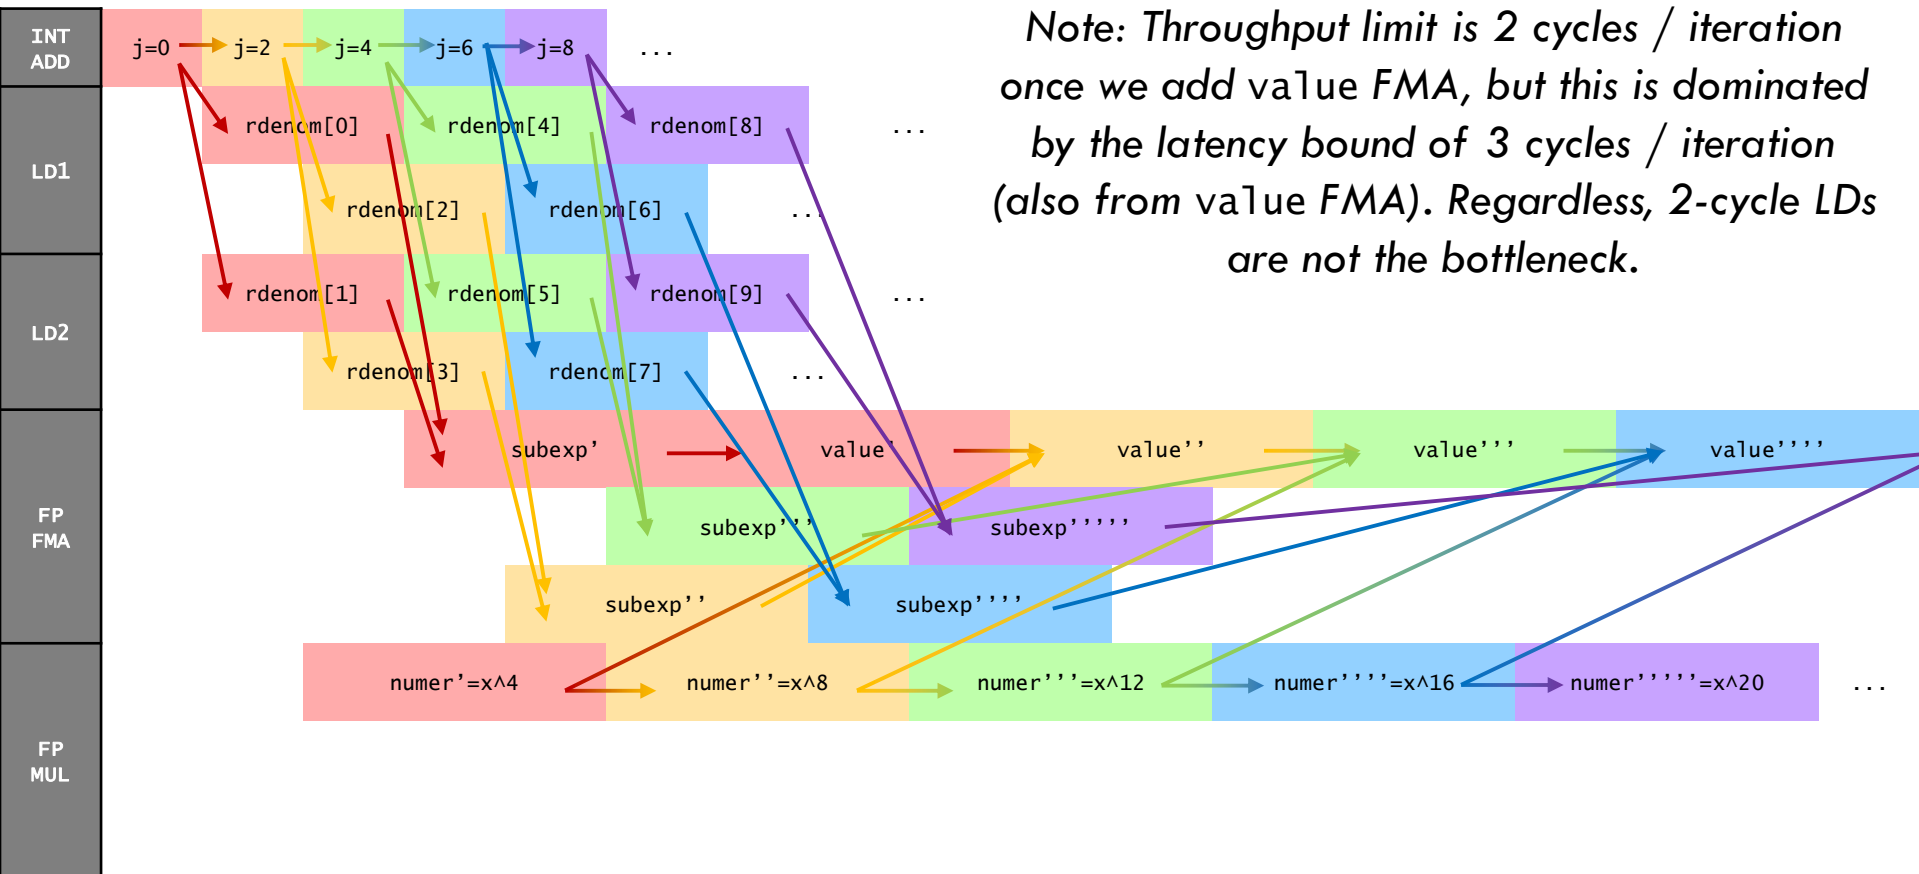 INT
ADD
j=0
j=2
j=4
j=6
j=8
...
Note: Throughput limit is 2 cycles / iteration
once we add value FMA, but this is dominated
by the latency bound of 3 cycles / iteration
(also from value FMA). Regardless, 2-cycle LDs
are not the bottleneck.
LD1
rdenom[0]
rdenom[4]
rdenom[8]
...
rdenom[2]
rdenom[6]
...
LD2
rdenom[1]
rdenom[5]
rdenom[9]
...
rdenom[3]
rdenom[7]
...
FP
FMA
subexp'
value'
value''
value'''
value''''
subexp'''
subexp'''''
subexp''
subexp''''
FP
MUL
numer'=x^4
numer''=x^8
numer'''=x^12
numer''''=x^16
numer'''''=x^20
...